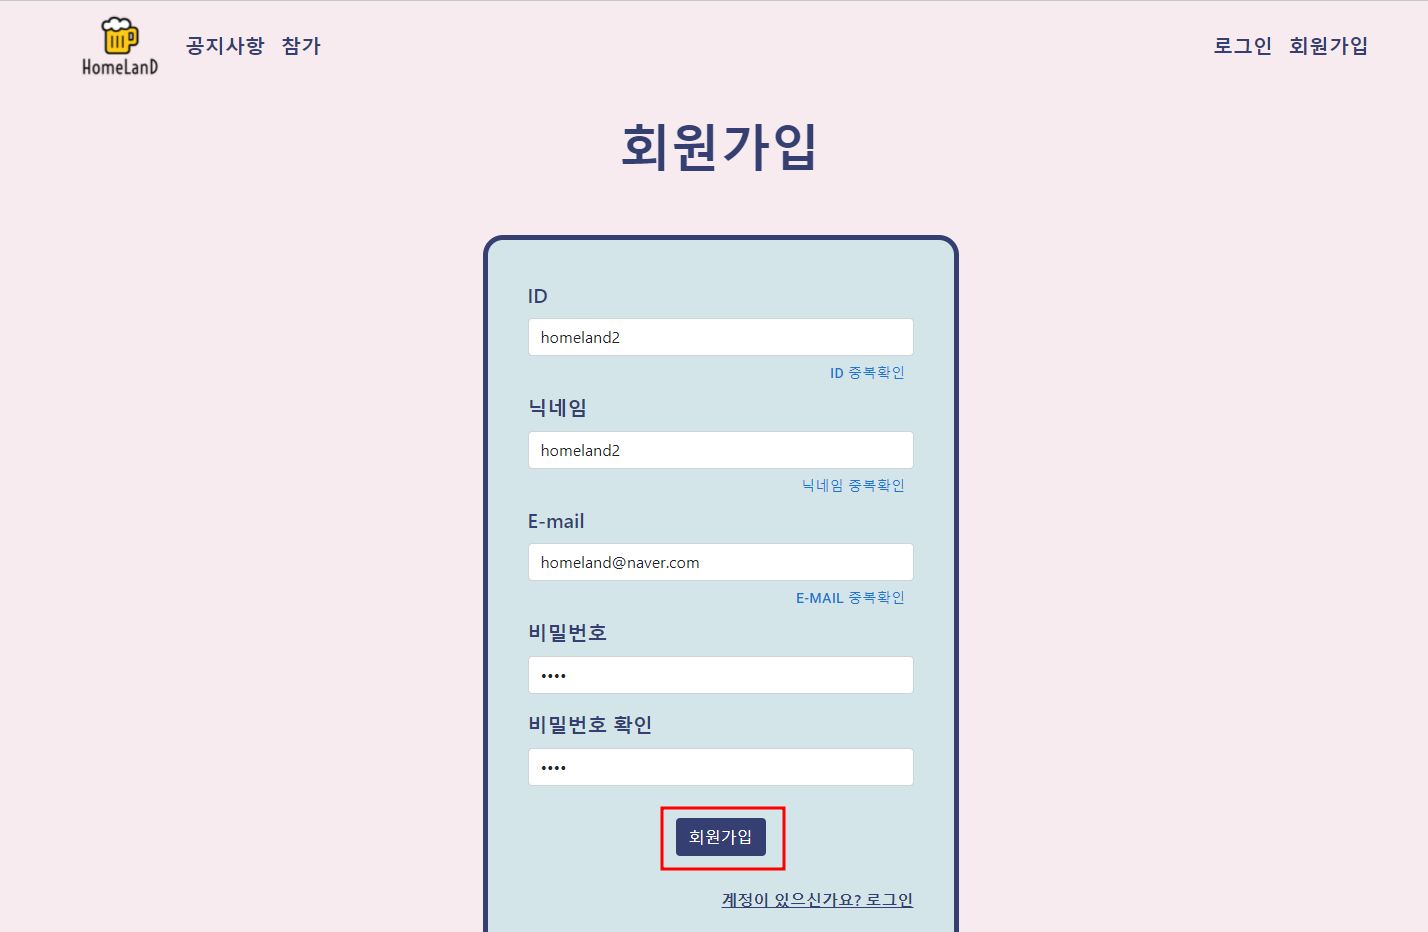 HomeLanD
공지사항 참가
로그인 회원가입
회원가입
ID
homeland2
ID 중복확인
닉네임
homeland2
닉네임 중복확인
E-mail
homeland@naver.com
E-MAIL 중복확인
비밀번호
••••
비밀번호 확인
••••
회원가입
계정이 있으신가요? 로그인